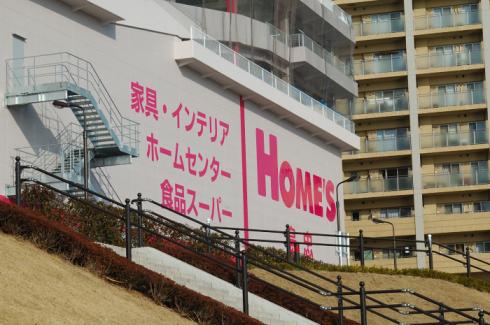 家具・インテリア
ホームセンター
食品スーパー
HOME'S